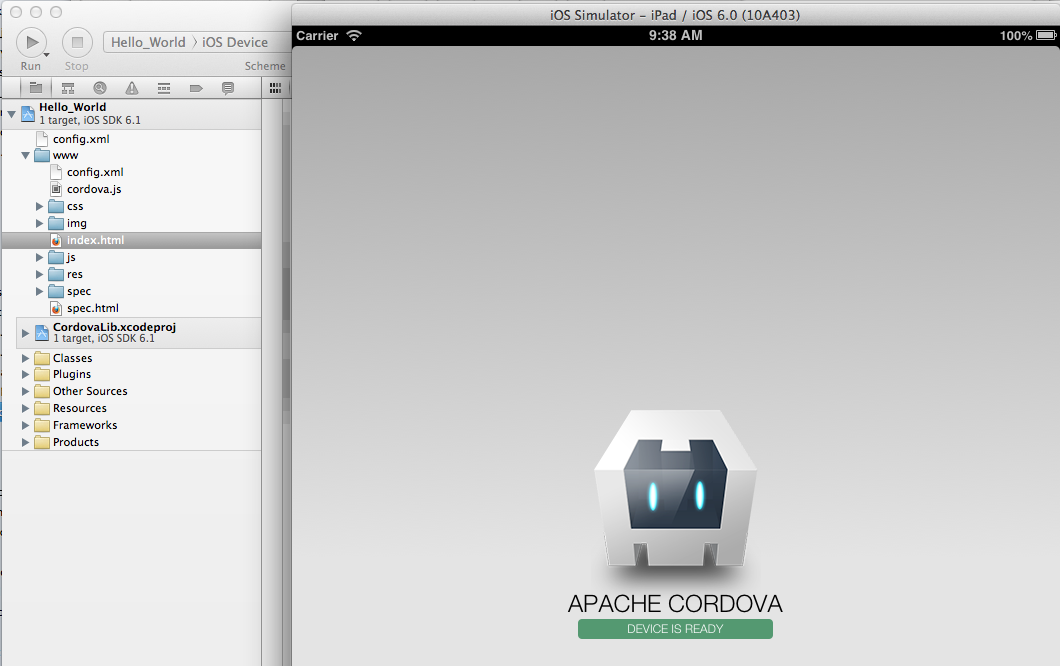 iOS Simulator – iPad / iOS 6.0 (10A403)
Hello_World 〉 iOS Device
Run
Stop
Scheme
Carrier
9:38 AM
100%
Hello_World
1 target, iOS SDK 6.1
config.xml
www
config.xml
cordova.js
css
img
index.html
js
res
spec
spec.html
CordovaLib.xcodeproj
1 target, iOS SDK 6.1
Classes
Plugins
Other Sources
Resources
Frameworks
Products
APACHE CORDOVA
DEVICE IS READY